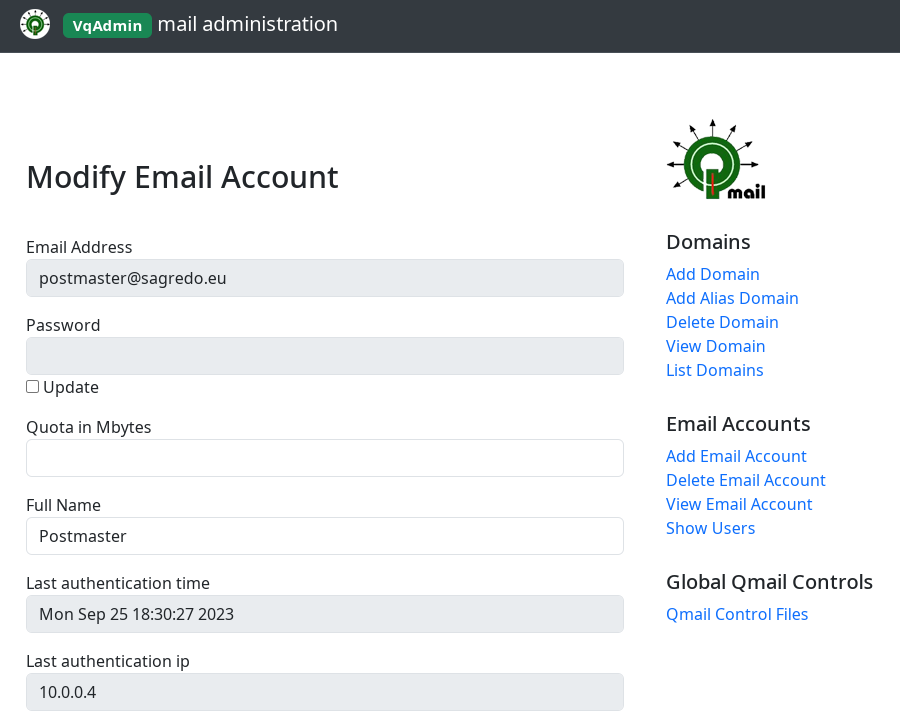 VqAdmin mail administration
Modify Email Account
Email Address
postmaster@sagredo.eu
Password
Update
Quota in Mbytes
Full Name
Postmaster
Last authentication time
Mon Sep 25 18:30:27 2023
Last authentication ip
10.0.0.4
mail
Domains
Add Domain
Add Alias Domain
Delete Domain
View Domain
List Domains
Email Accounts
Add Email Account
Delete Email Account
View Email Account
Show Users
Global Qmail Controls
Qmail Control Files